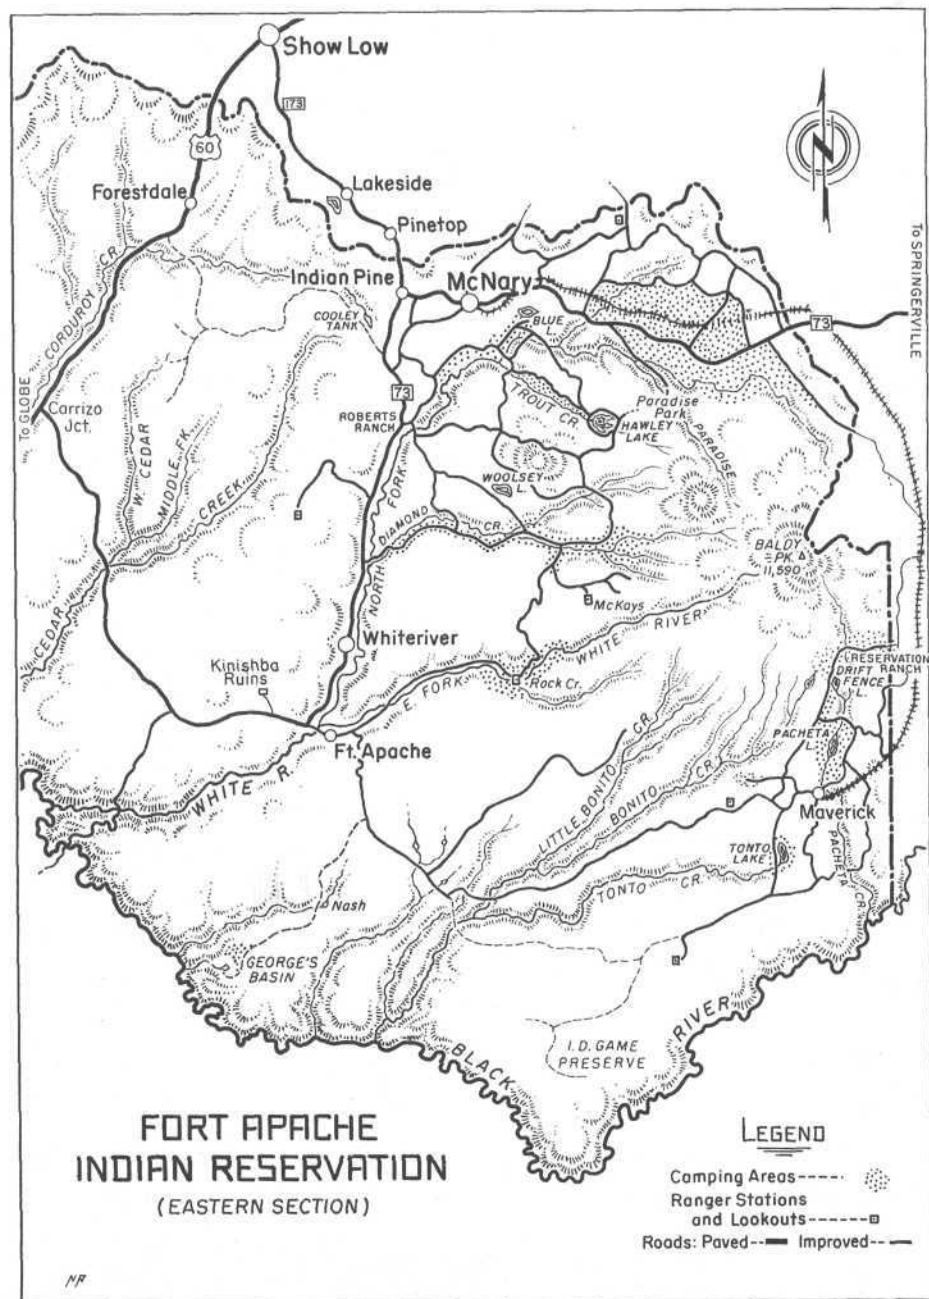 Show Low
173
60
Forestdale
Lakeside
Pinetop
N
TO SPRINGERVILLE
CORDUROY CR.
Indian Pine
McNary
COOLEY
TANK
BLUE
L.
73
TO GLOBE
Carrizo
Jct.
73
ROBERTS
RANCH
TROUT CR.
Paradise
Park
HAWLEY
LAKE
PARADISE
W. CEDAR
MIDDLE FK.
CREEK
CEDAR
NORTH FORK
WOOLSEY
L.
DIAMOND CR.
BALDY
PK.
11,590
McKays
WHITE RIVER
Whiteriver
Kinishba
Ruins
E. FORK
Rock Cr.
RESERVATION
RANCH
DRIFT
FENCE
L.
PACHETA
L.
Ft. Apache
WHITE R.
LITTLE BONITO CR.
BONITO CR.
Maverick
TONTO
LAKE
PACHETA CR.
TONTO CR.
Nash
GEORGE'S
BASIN
I.D. GAME
PRESERVE
BLACK RIVER
FORT APACHE
INDIAN RESERVATION
(EASTERN SECTION)
LEGEND
Camping Areas
Ranger Stations
and Lookouts
Roads: Paved Improved